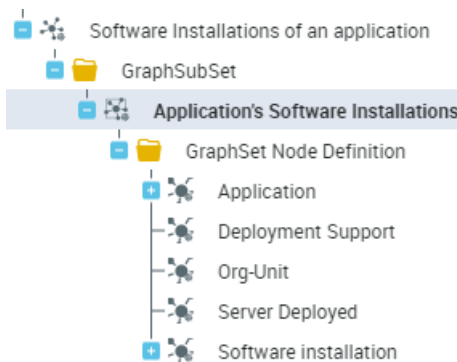 Software Installations of an application
GraphSubSet
Application's Software Installations
GraphSet Node Definition
Application
Deployment Support
Org-Unit
Server Deployed
Software installation